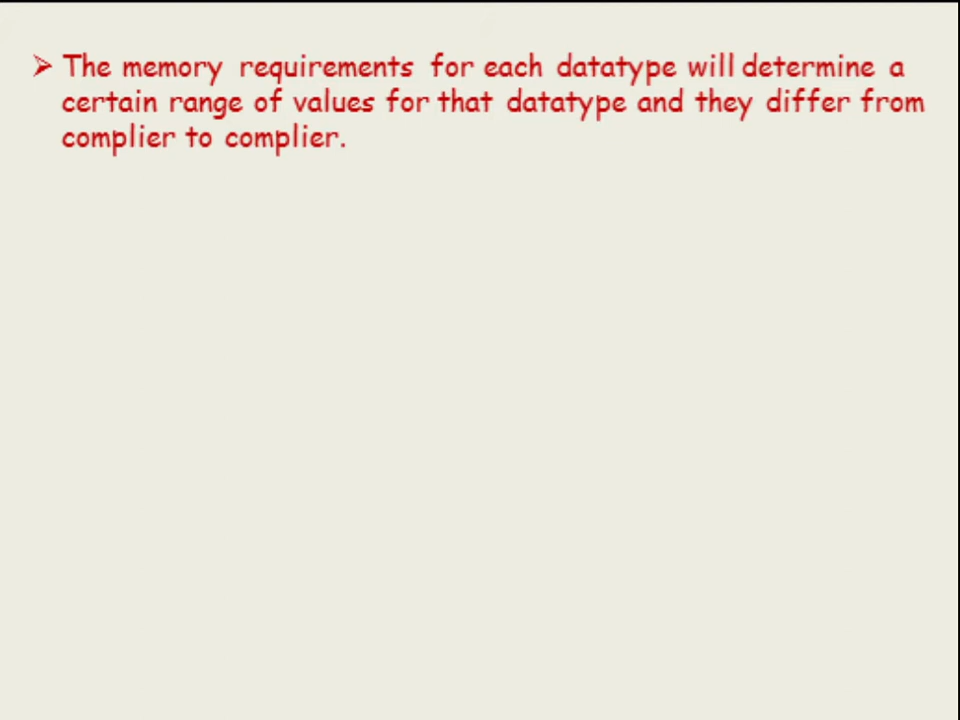 ➢ The memory requirements for each datatype will determine a
certain range of values for that datatype and they differ from
complier to complier.